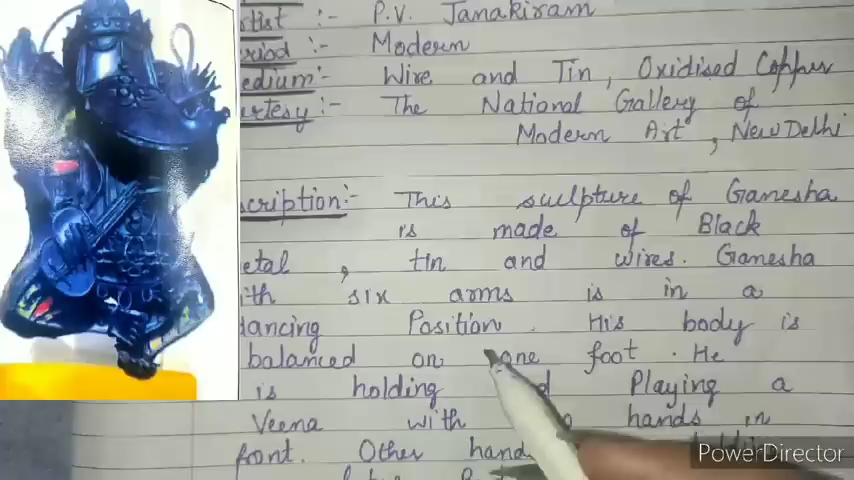 rtist :- P.V. Janakiram
riod :- Modern
edium:- Wire and Tin, Oxidised Copper
urtesy:- The National Gallery of
Modern Art, New Delhi
scription:- This sculpture of Ganesha
is made of Black
etal , tin and wires. Ganesha
ith six arms is in a
dancing Position. His body is
balanced on one foot. He
is holding d Playing a
Veena with o hands in
front. Other hand
PowerDirector